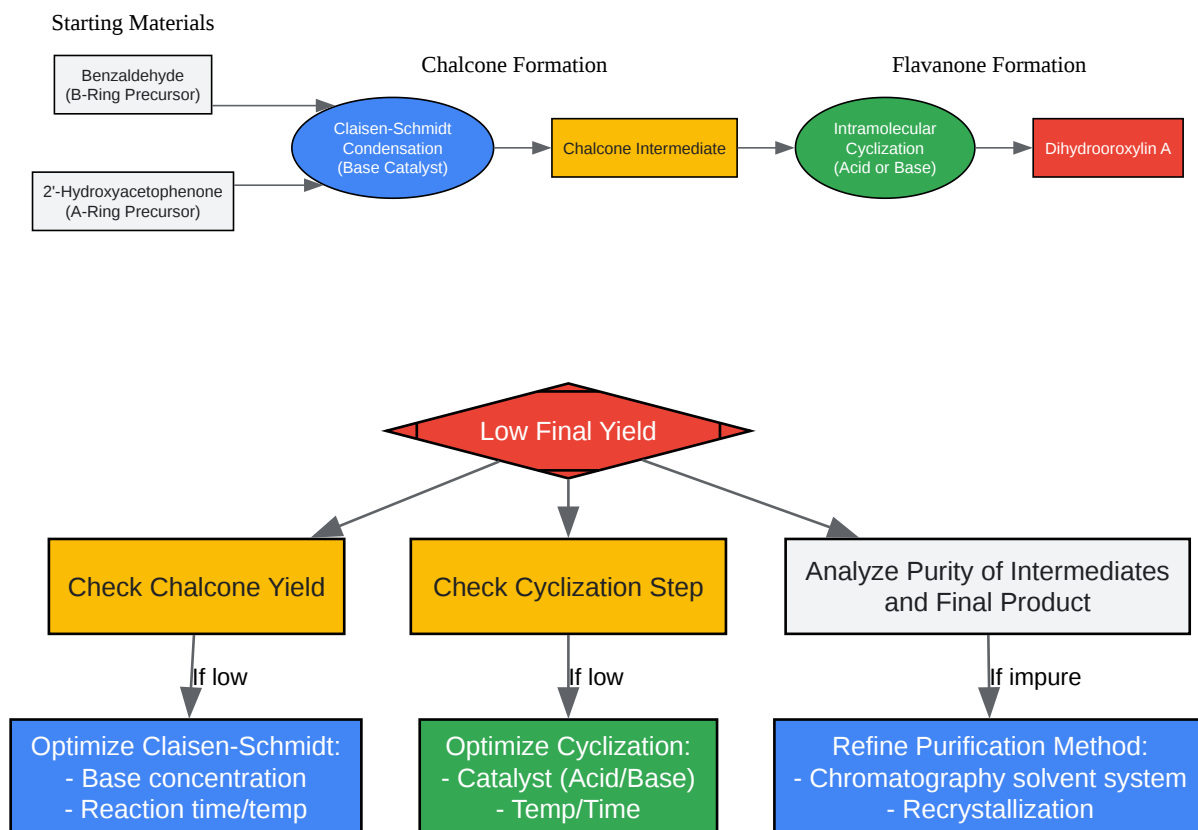 Starting Materials
Benzaldehyde
(B-Ring Precursor)
2'-Hydroxyacetophenone
(A-Ring Precursor)
Chalcone Formation
Claisen-Schmidt
Condensation
(Base Catalyst)
Chalcone Intermediate
Flavanone Formation
Intramolecular
Cyclization
(Acid or Base)
Dihydrooroxylin A
Low Final Yield
Check Chalcone Yield
Check Cyclization Step
Analyze Purity of Intermediates
and Final Product
If low
If low
If impure
Optimize Claisen-Schmidt:
- Base concentration
- Reaction time/temp
Optimize Cyclization:
- Catalyst (Acid/Base)
- Temp/Time
Refine Purification Method:
- Chromatography solvent system
- Recrystallization